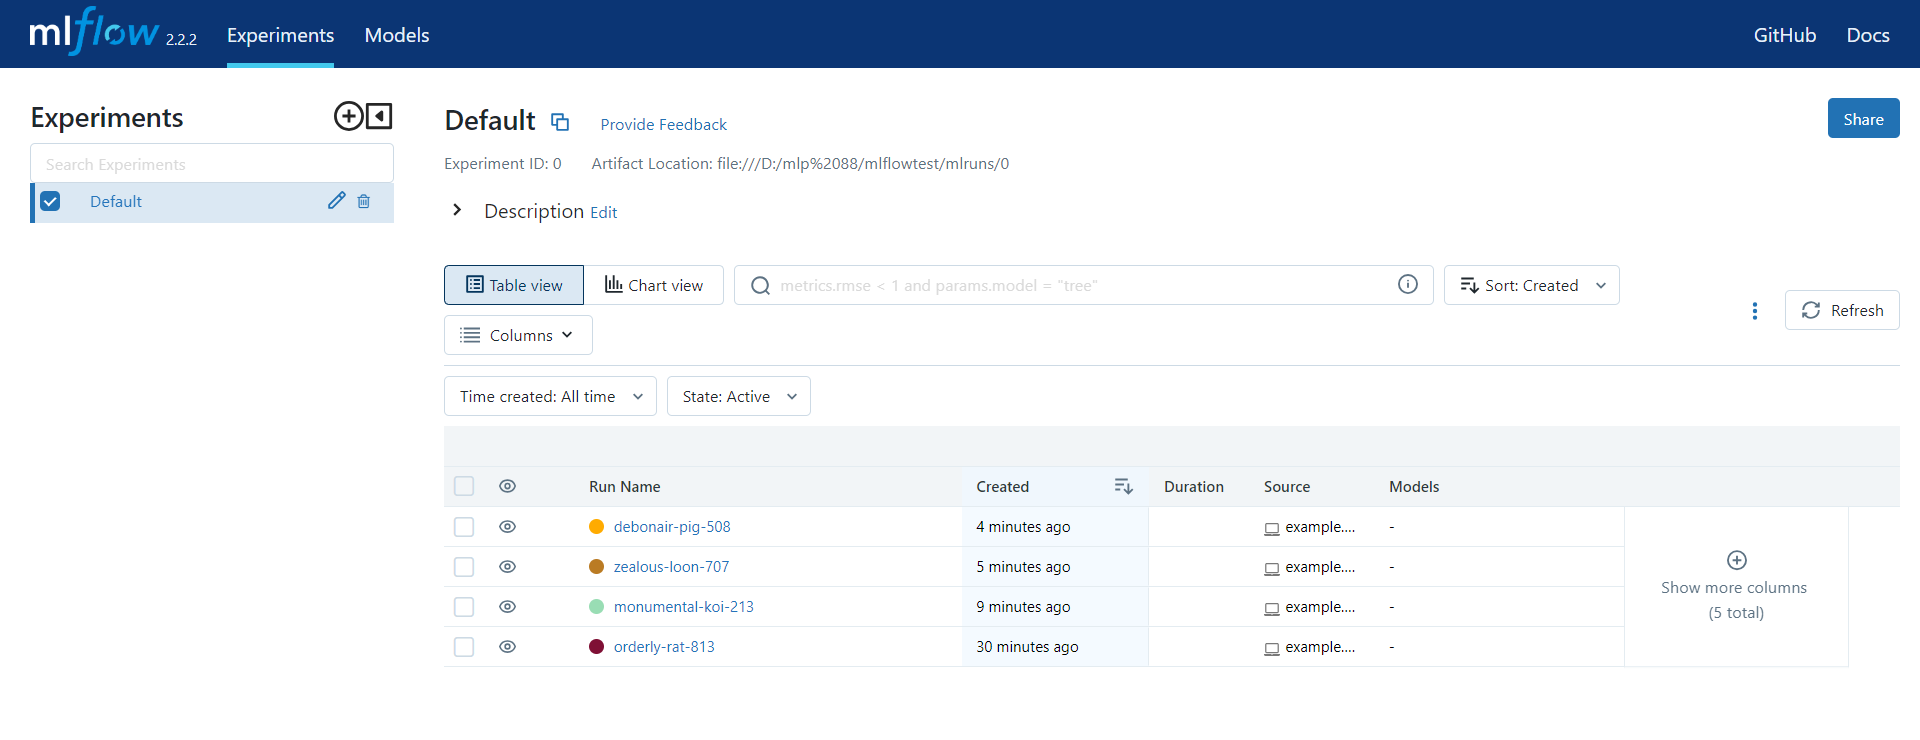 mlflow 2.2.2 Experiments Models GitHub Docs
Experiments
Search Experiments
Default
Default Provide Feedback Share
Experiment ID: 0 Artifact Location: file:///D:/mlp%2088/mlflowtest/mlruns/0
Description Edit
Table view Chart view metrics.rmse < 1 and params.model = "tree" Sort: Created
Refresh
Columns
Time created: All time State: Active
Run Name Created Duration Source Models
debonair-pig-508 4 minutes ago example.... -
zealous-loon-707 5 minutes ago example.... -
monumental-koi-213 9 minutes ago example.... -
orderly-rat-813 30 minutes ago example.... -
Show more columns
(5 total)